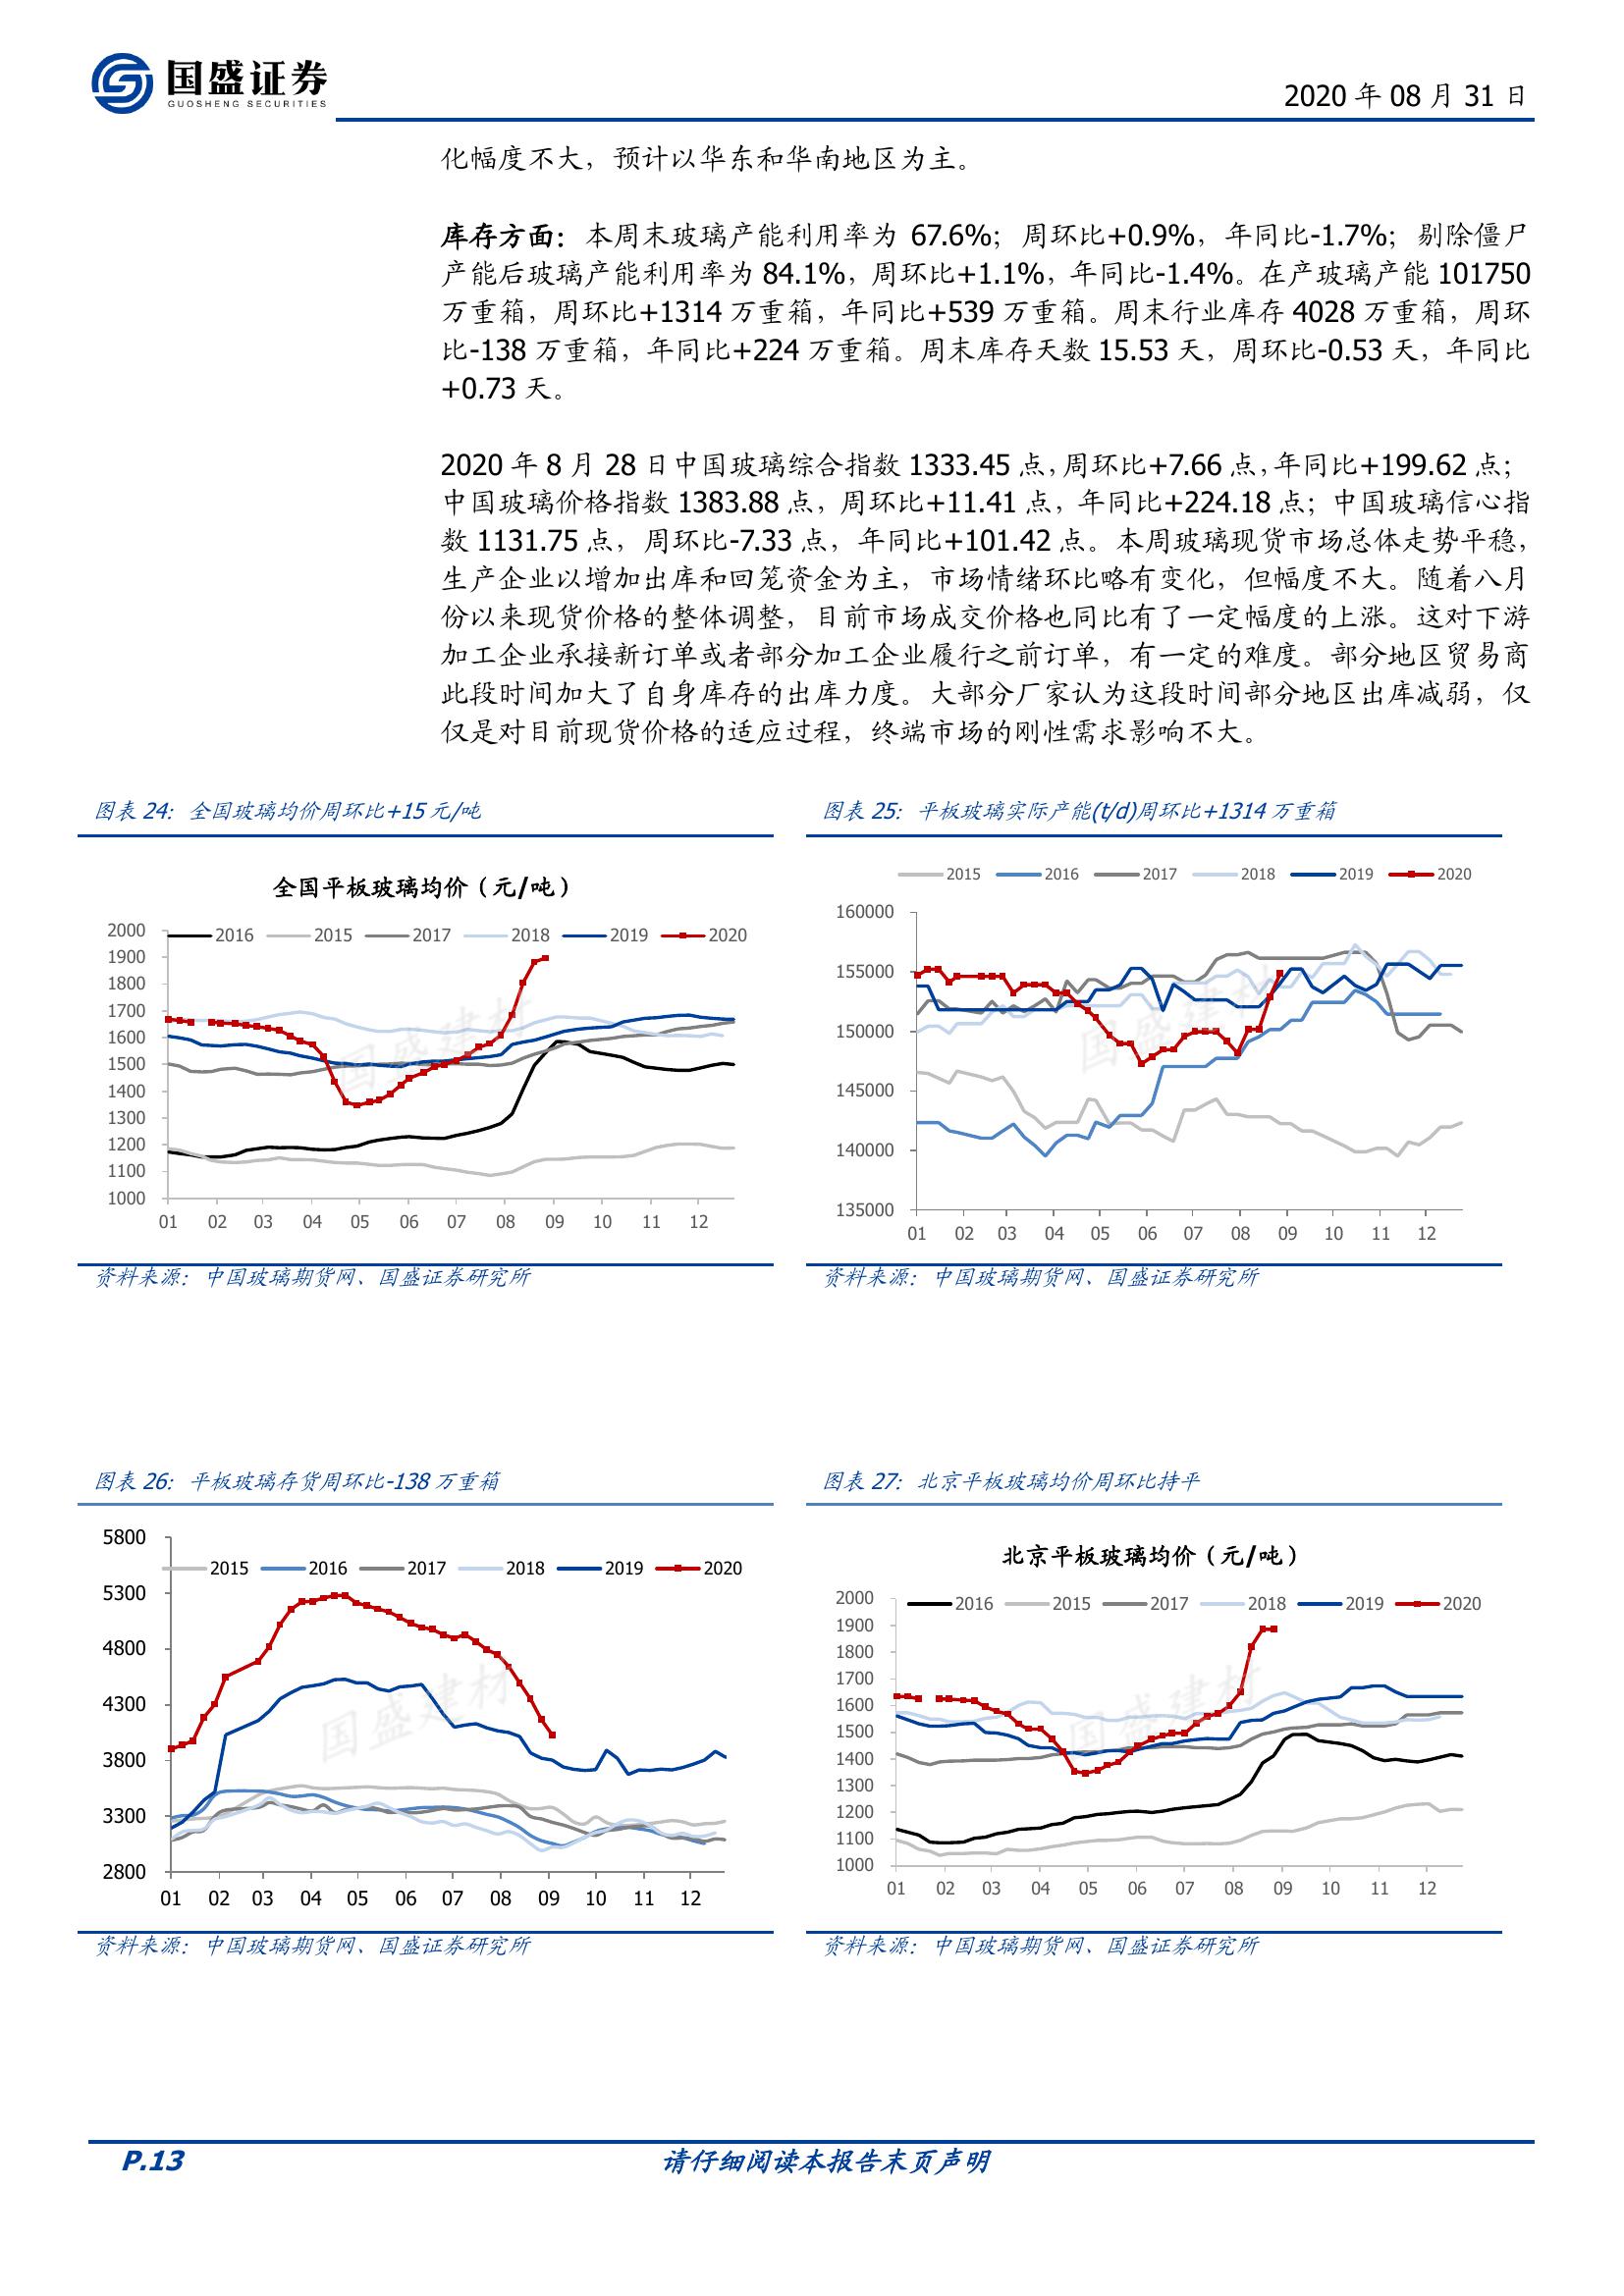 国盛证券
GUOSHENG SECURITIES
2020 年 08 月 31 日
化幅度不大，预计以华东和华南地区为主。
库存方面：本周末玻璃产能利用率为 67.6%；周环比+0.9%，年同比-1.7%；剔除僵尸
产能后玻璃产能利用率为 84.1%，周环比+1.1%，年同比-1.4%。在产玻璃产能 101750
万重箱，周环比+1314 万重箱，年同比+539 万重箱。周末行业库存 4028 万重箱，周环
比-138 万重箱，年同比+224 万重箱。周末库存天数 15.53 天，周环比-0.53 天，年同比
+0.73 天。
2020 年 8 月 28 日中国玻璃综合指数 1333.45 点，周环比+7.66 点，年同比+199.62 点；
中国玻璃价格指数 1383.88 点，周环比+11.41 点，年同比+224.18 点；中国玻璃信心指
数 1131.75 点，周环比-7.33 点，年同比+101.42 点。本周玻璃现货市场总体走势平稳，
生产企业以增加出库和回笼资金为主，市场情绪环比略有变化，但幅度不大。随着八月
份以来现货价格的整体调整，目前市场成交价格也同比有了一定幅度的上涨。这对下游
加工企业承接新订单或者部分加工企业履行之前订单，有一定的难度。部分地区贸易商
此段时间加大了自身库存的出库力度。大部分厂家认为这段时间部分地区出库减弱，仅
仅是对目前现货价格的适应过程，终端市场的刚性需求影响不大。
图表 24：全国玻璃均价周环比+15 元/吨
全国平板玻璃均价（元/吨）
2016 2015 2017 2018 2019 2020
2000
1900
1800
1700
1600
1500
1400
1300
1200
1100
1000
01 02 03 04 05 06 07 08 09 10 11 12
国盛建材
资料来源：中国玻璃期货网、国盛证券研究所
图表 25：平板玻璃实际产能(t/d)周环比+1314 万重箱
2015 2016 2017 2018 2019 2020
160000
155000
150000
145000
140000
135000
01 02 03 04 05 06 07 08 09 10 11 12
国盛建材
资料来源：中国玻璃期货网、国盛证券研究所
图表 26：平板玻璃存货周环比-138 万重箱
5800
2015 2016 2017 2018 2019 2020
5300
4800
4300
3800
3300
2800
01 02 03 04 05 06 07 08 09 10 11 12
国盛建材
资料来源：中国玻璃期货网、国盛证券研究所
图表 27：北京平板玻璃均价周环比持平
北京平板玻璃均价（元/吨）
2016 2015 2017 2018 2019 2020
2000
1900
1800
1700
1600
1500
1400
1300
1200
1100
1000
01 02 03 04 05 06 07 08 09 10 11 12
国盛建材
资料来源：中国玻璃期货网、国盛证券研究所
P.13
请仔细阅读本报告末页声明